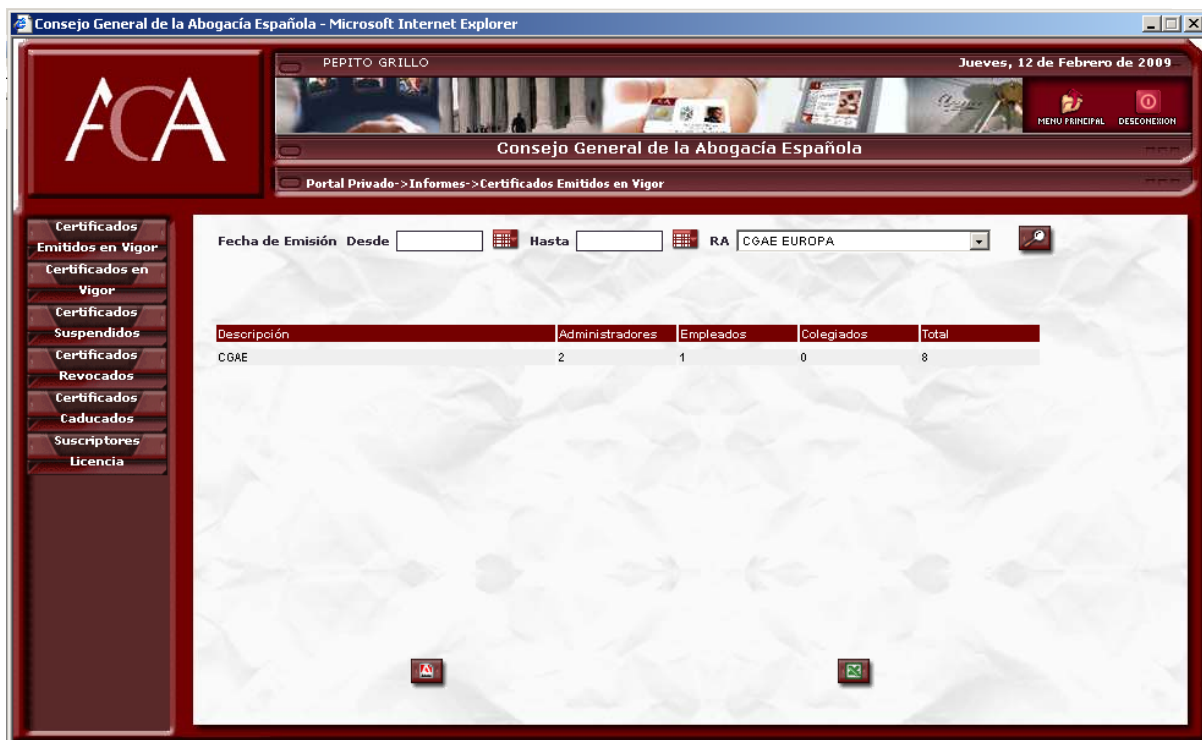 Consejo General de la Abogacía Española - Microsoft Internet Explorer
ACA
PEPITO GRILLO
Jueves, 12 de Febrero de 2009
MENU PRINCIPAL
DESCONEXION
Consejo General de la Abogacía Española
Portal Privado->Informes->Certificados Emitidos en Vigor
Certificados
Emitidos en Vigor
Certificados en
Vigor
Certificados
Suspendidos
Certificados
Revocados
Certificados
Caducados
Suscriptores
Licencia
Fecha de Emisión Desde Hasta RA CGAE EUROPA
Descripción Administradores Empleados Colegiados Total
CGAE 2 1 0 8